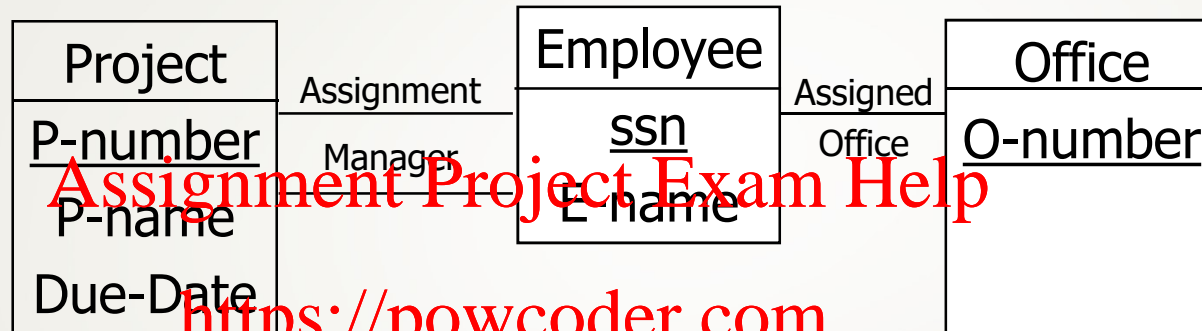 Project
P-number
P-name
Due-Date
Assignment
Manager
Employee
ssn
E-name
Assigned
Office
Office
O-number
Assignment Project Exam Help
https://powcoder.com